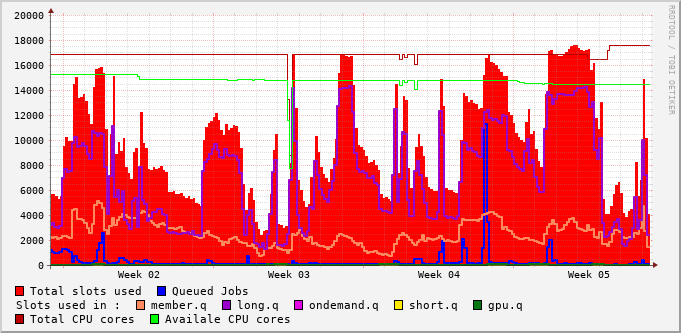 20000
18000
16000
14000
12000
10000
8000
6000
4000
2000
0
Week 02 Week 03 Week 04 Week 05
Total slots used Queued Jobs
Slots used in : member.q long.q ondemand.q short.q gpu.q
Total CPU cores Availale CPU cores
RRDTOOL / TOBI OETIKER